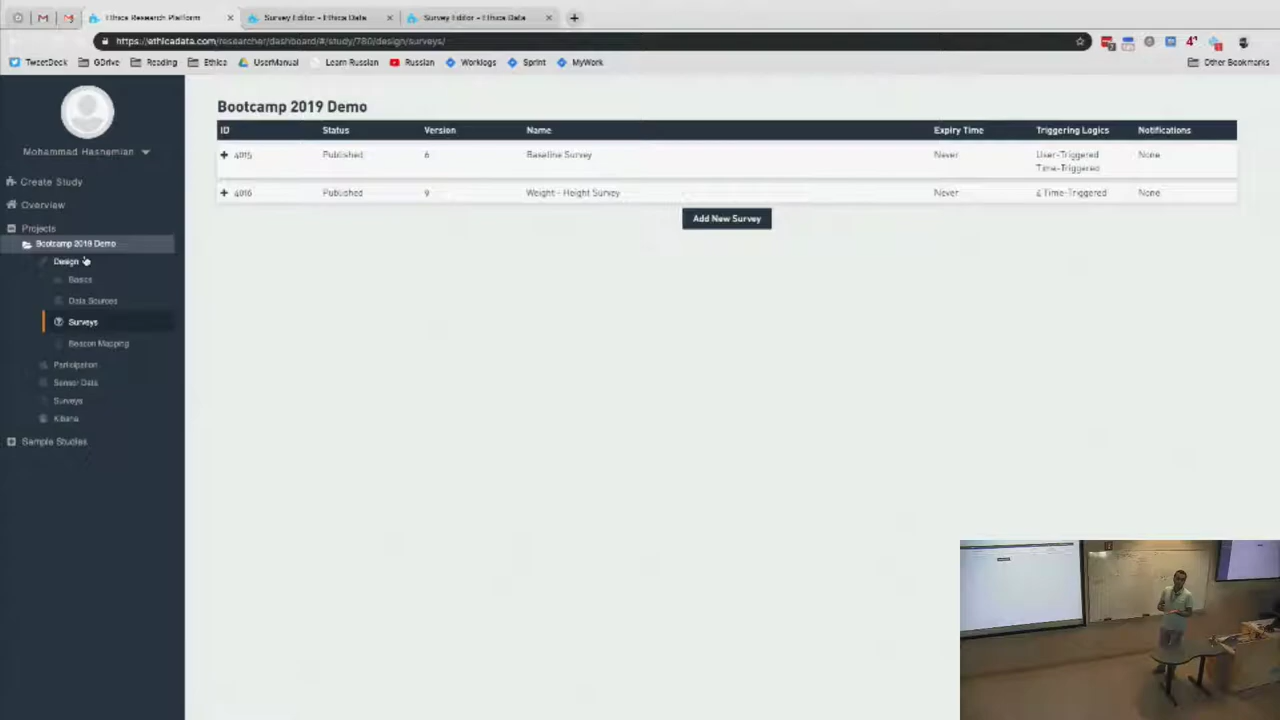 Ethica Research Platform
Survey Editor - Ethica Data
Survey Editor - Ethica Data
https://ethicadata.com/researcher/dashboard/#/study/780/design/surveys/
TweetDeck
GDrive
Reading
Ethica
UserManual
Learn Russian
Russian
Worklogs
Sprint
MyWork
Other Bookmarks
Mohammad Hashemian
Create Study
Overview
Projects
Bootcamp 2019 Demo
Design
Basics
Data Sources
Surveys
Beacon Mapping
Participation
Sensor Data
Surveys
Kibana
Sample Studies
Bootcamp 2019 Demo
ID Status Version Name Expiry Time Triggering Logics Notifications
4015 Published 6 Baseline Survey Never User-Triggered None
Time-Triggered
4016 Published 9 Weight - Height Survey Never 2 Time-Triggered None
Add New Survey